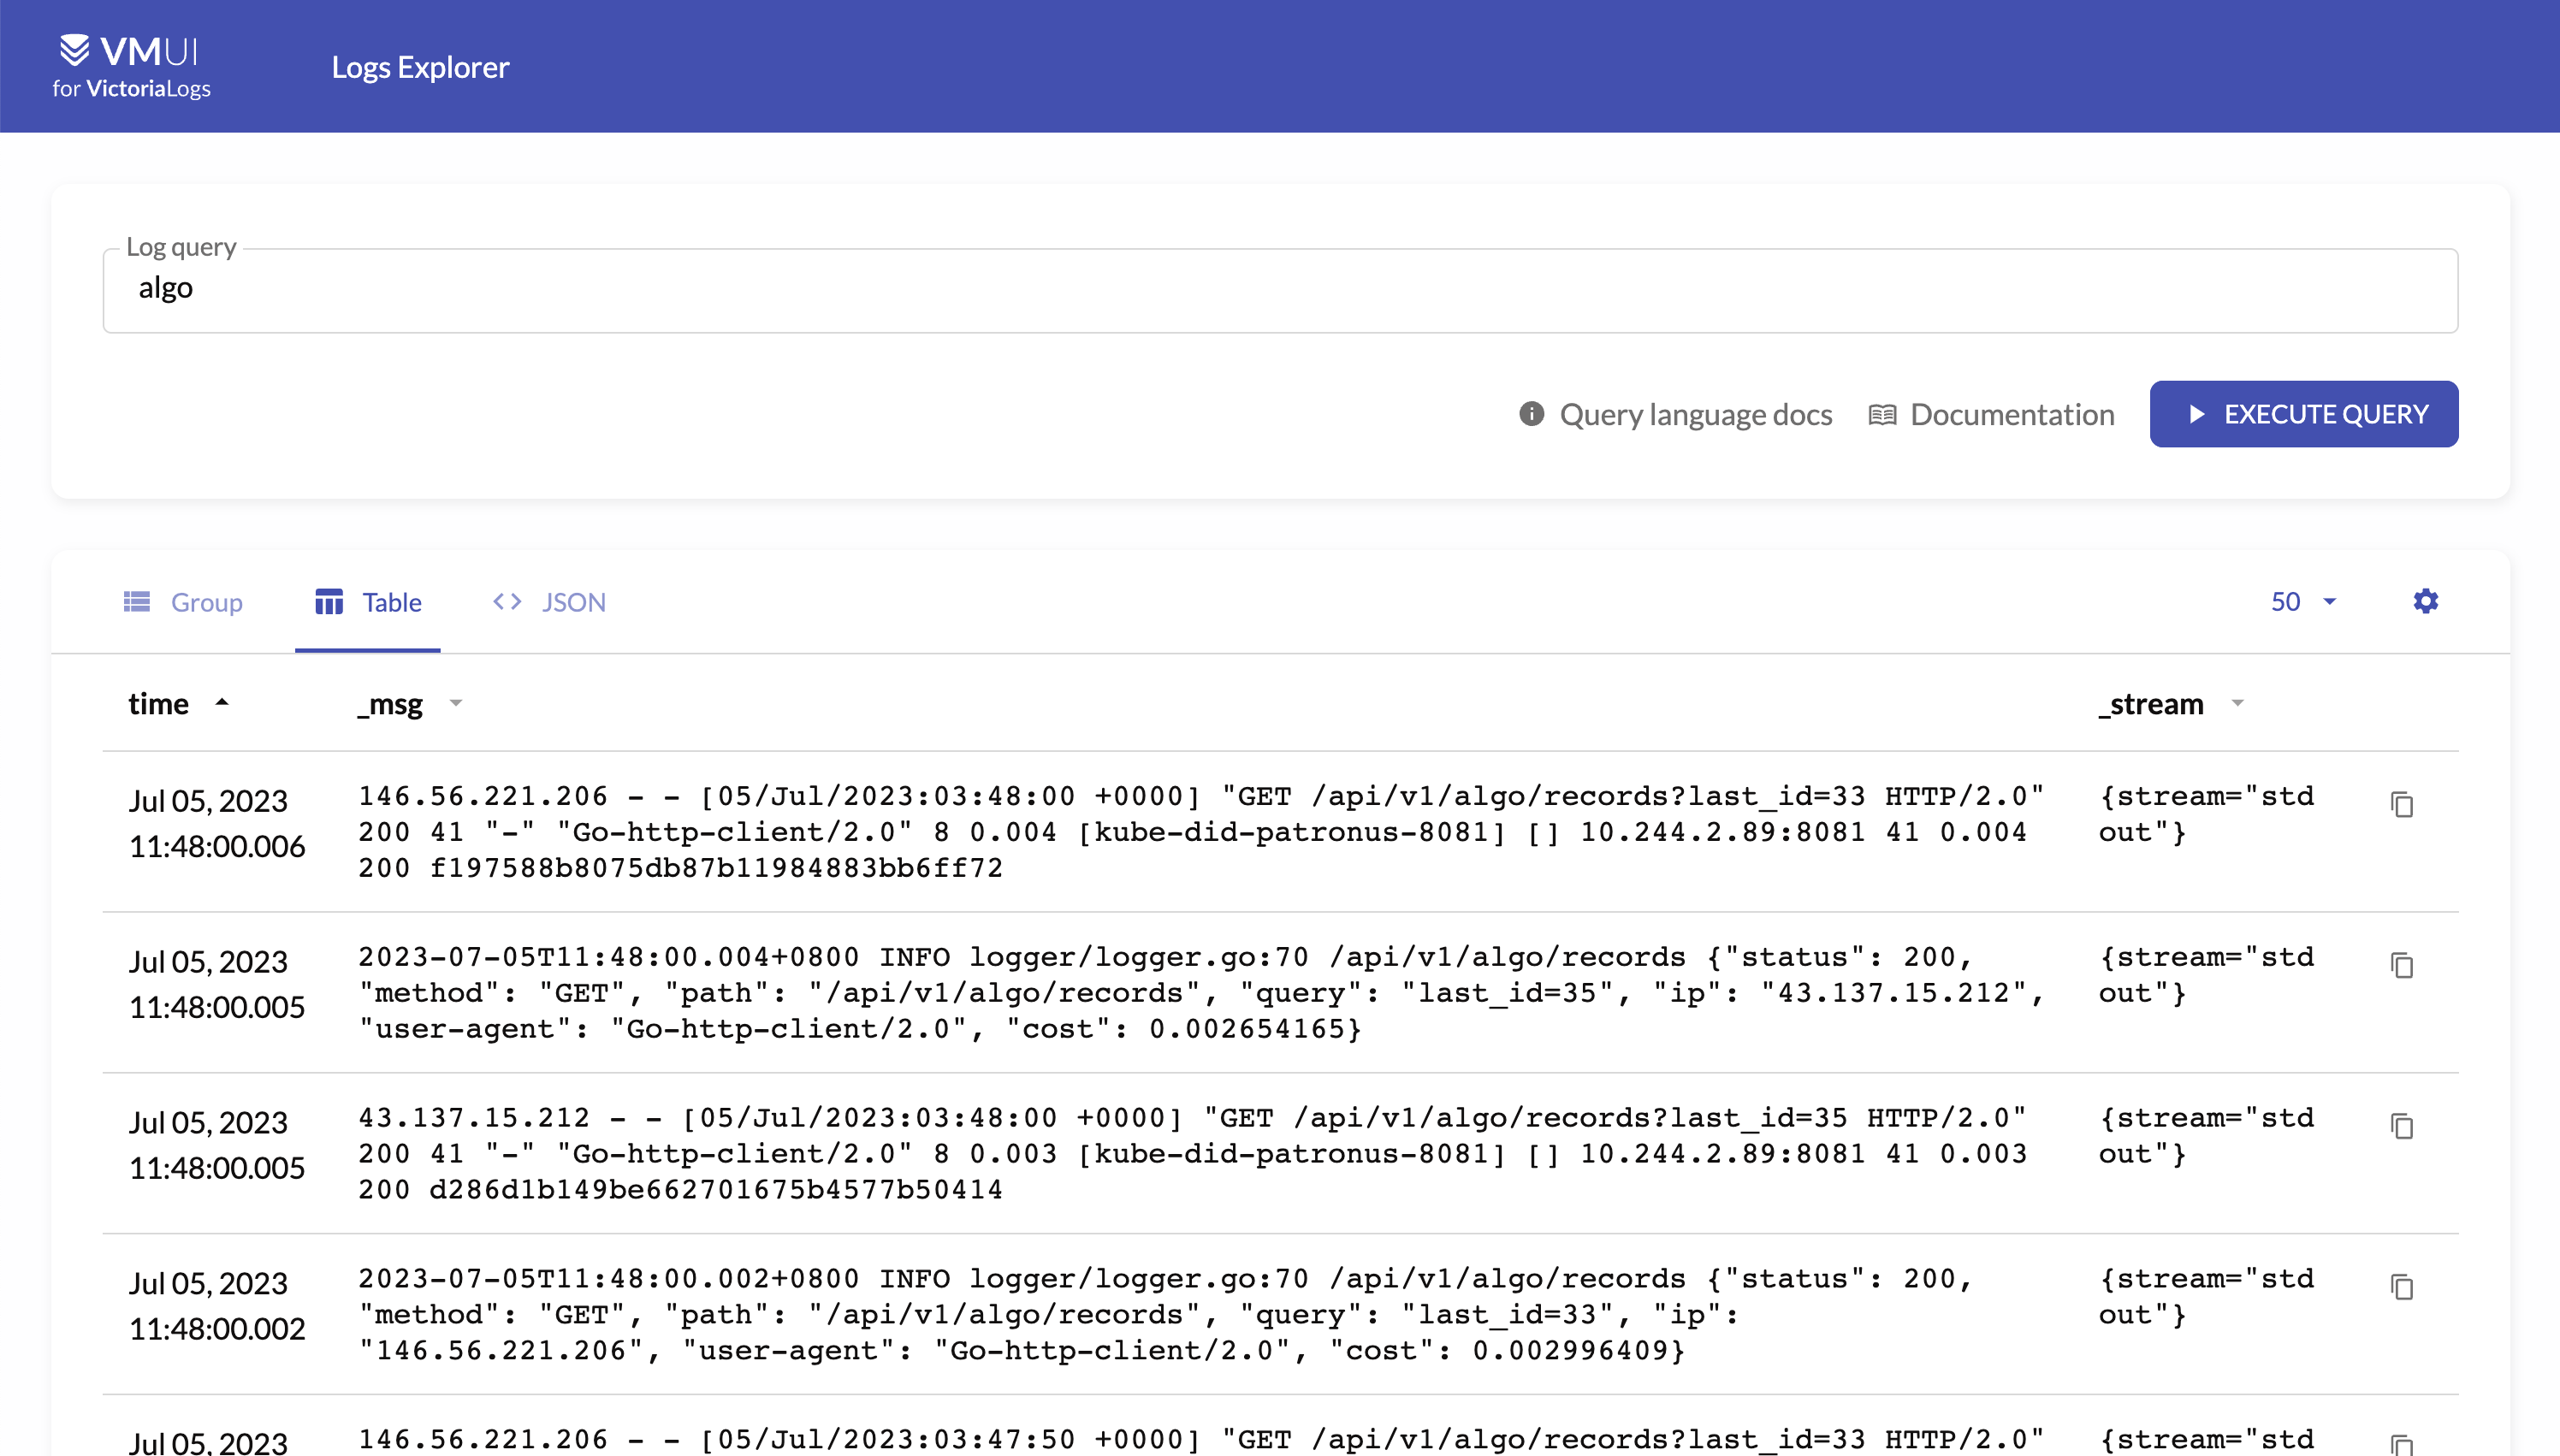 VMUI
for VictoriaLogs
Logs Explorer
Log query
algo
Query language docs
Documentation
EXECUTE QUERY
Group
Table
JSON
50
time
_msg
_stream
Jul 05, 2023
11:48:00.006
146.56.221.206 - - [05/Jul/2023:03:48:00 +0000] "GET /api/v1/algo/records?last_id=33 HTTP/2.0"
200 41 "-" "Go-http-client/2.0" 8 0.004 [kube-did-patronus-8081] [] 10.244.2.89:8081 41 0.004
200 f197588b8075db87b11984883bb6ff72
{stream="std
out"}
Jul 05, 2023
11:48:00.005
2023-07-05T11:48:00.004+0800 INFO logger/logger.go:70 /api/v1/algo/records {"status": 200,
"method": "GET", "path": "/api/v1/algo/records", "query": "last_id=35", "ip": "43.137.15.212",
"user-agent": "Go-http-client/2.0", "cost": 0.002654165}
{stream="std
out"}
Jul 05, 2023
11:48:00.005
43.137.15.212 - - [05/Jul/2023:03:48:00 +0000] "GET /api/v1/algo/records?last_id=35 HTTP/2.0"
200 41 "-" "Go-http-client/2.0" 8 0.003 [kube-did-patronus-8081] [] 10.244.2.89:8081 41 0.003
200 d286d1b149be662701675b4577b50414
{stream="std
out"}
Jul 05, 2023
11:48:00.002
2023-07-05T11:48:00.002+0800 INFO logger/logger.go:70 /api/v1/algo/records {"status": 200,
"method": "GET", "path": "/api/v1/algo/records", "query": "last_id=33", "ip":
"146.56.221.206", "user-agent": "Go-http-client/2.0", "cost": 0.002996409}
{stream="std
out"}
Jul 05, 2023
146.56.221.206 - - [05/Jul/2023:03:47:50 +0000] "GET /api/v1/algo/records?last_id=33 HTTP/2.0"
{stream="std